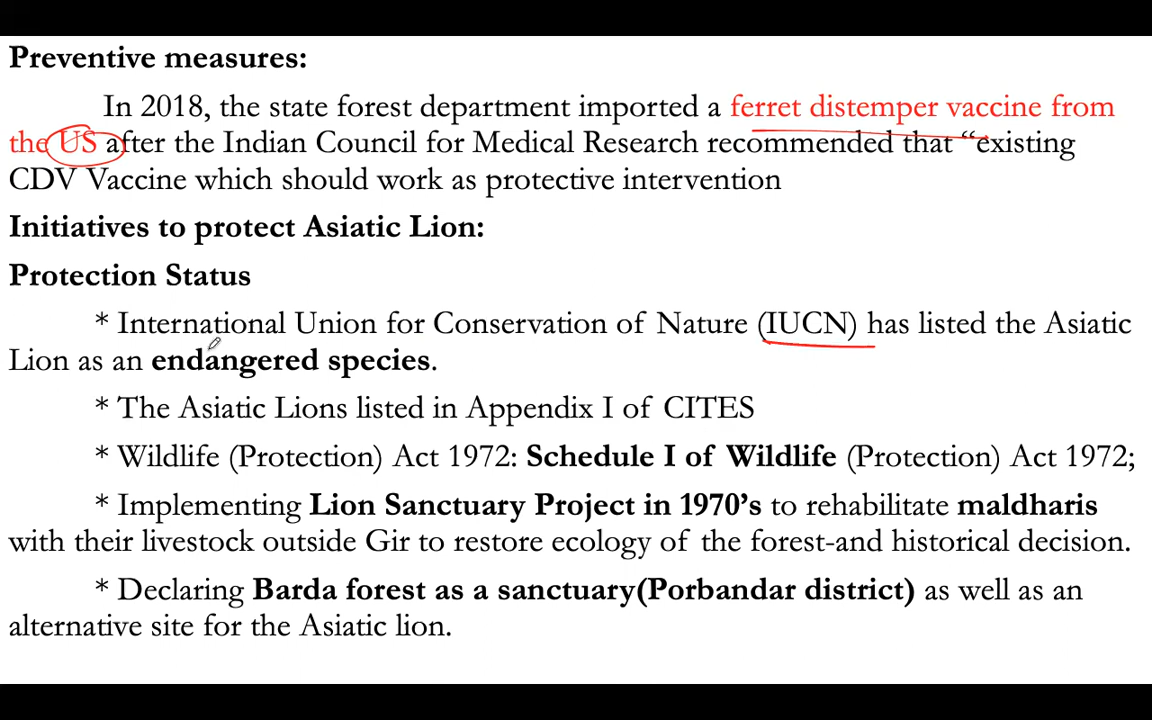 Preventive measures:
In 2018, the state forest department imported a ferret distemper vaccine from
the US after the Indian Council for Medical Research recommended that “existing
CDV Vaccine which should work as protective intervention
Initiatives to protect Asiatic Lion:
Protection Status
* International Union for Conservation of Nature (IUCN) has listed the Asiatic
Lion as an endangered species.
* The Asiatic Lions listed in Appendix I of CITES
* Wildlife (Protection) Act 1972: Schedule I of Wildlife (Protection) Act 1972;
* Implementing Lion Sanctuary Project in 1970’s to rehabilitate maldharis
with their livestock outside Gir to restore ecology of the forest-and historical decision.
* Declaring Barda forest as a sanctuary(Porbandar district) as well as an
alternative site for the Asiatic lion.